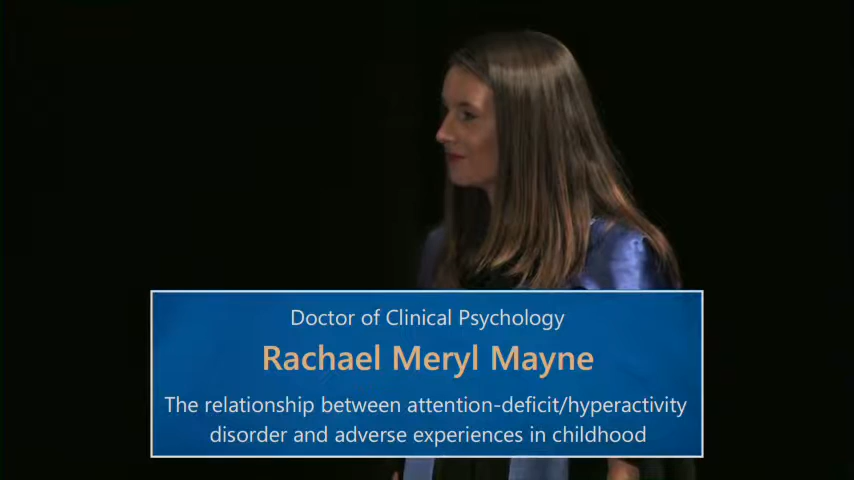 Doctor of Clinical Psychology
Rachael Meryl Mayne
The relationship between attention-deficit/hyperactivity
disorder and adverse experiences in childhood